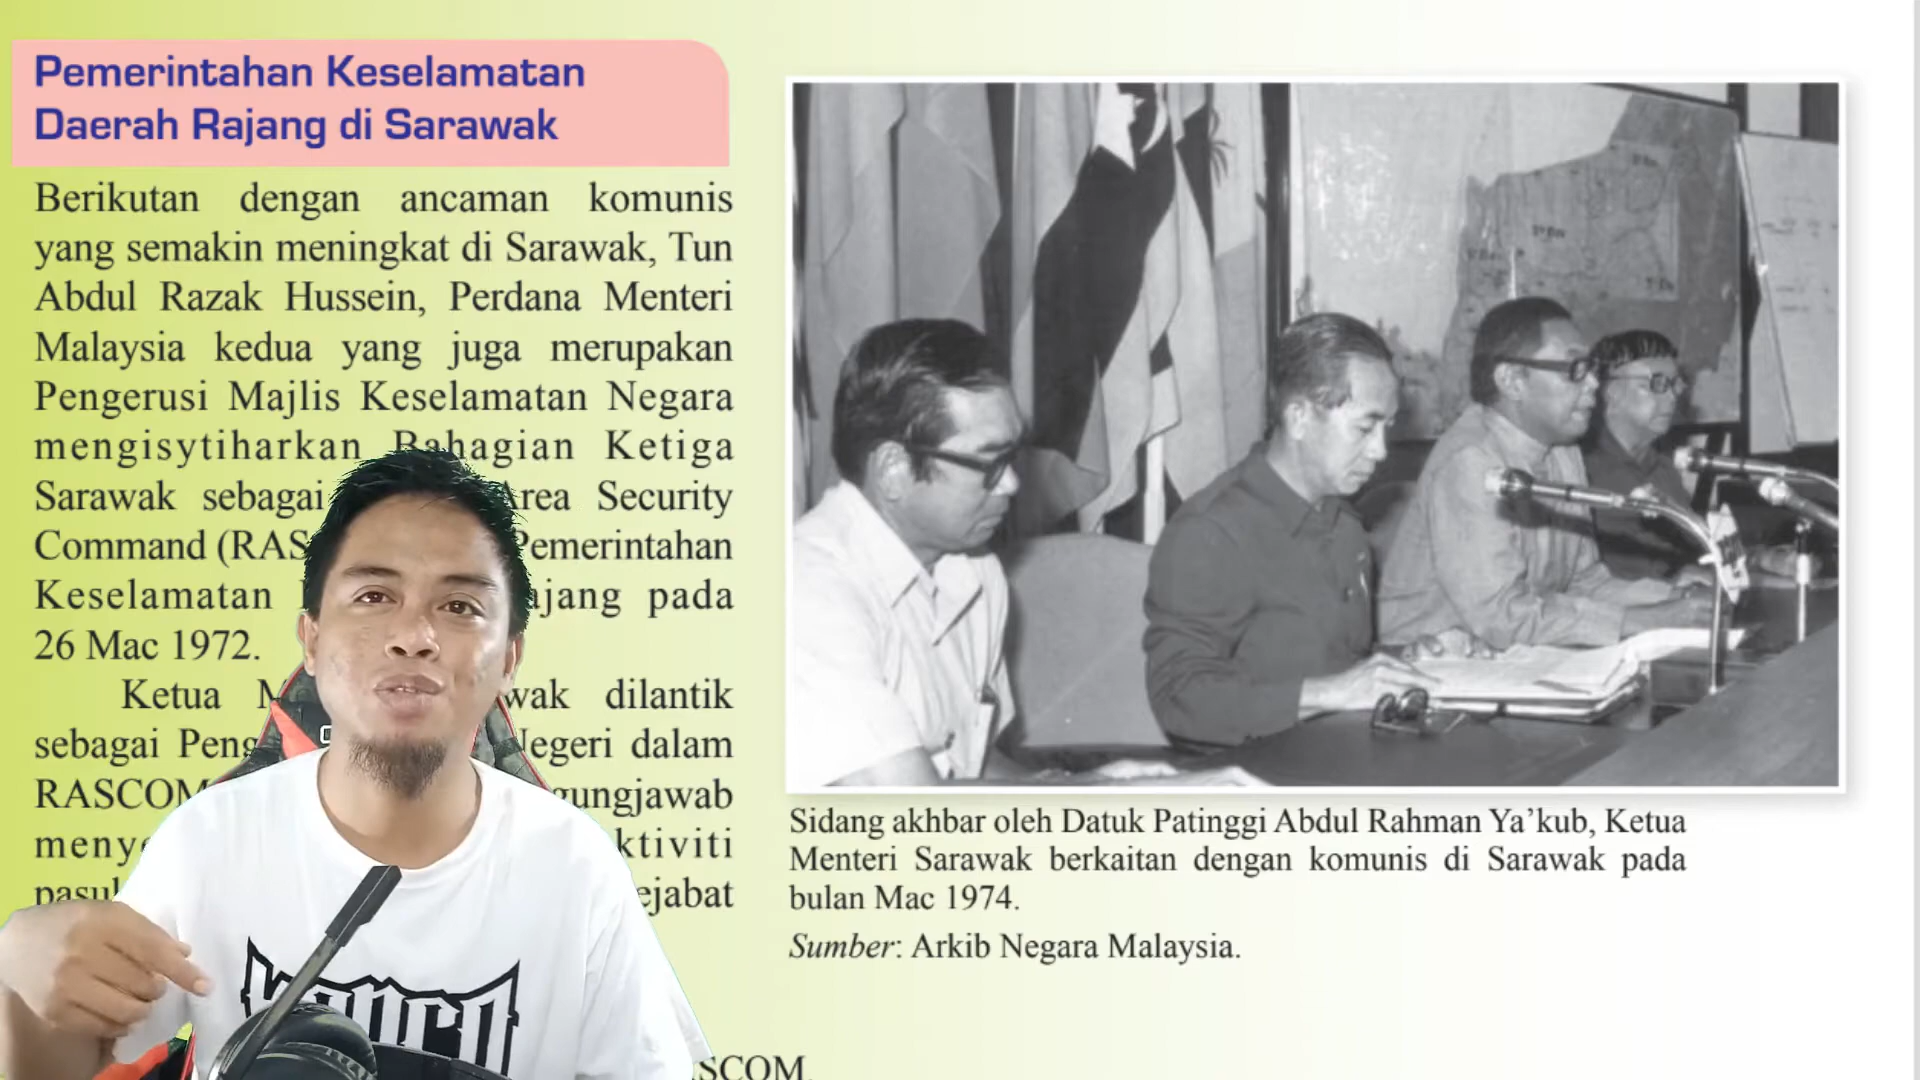 Pemerintahan Keselamatan
Daerah Rajang di Sarawak
Berikutan dengan ancaman komunis
yang semakin meningkat di Sarawak, Tun
Abdul Razak Hussein, Perdana Menteri
Malaysia kedua yang juga merupakan
Pengerusi Majlis Keselamatan Negara
mengisytiharkan Bahagian Ketiga
Sarawak sebagai Area Security
Command (RAS Pemerintahan
Keselamatan ajang pada
26 Mac 1972.
Ketua M wak dilantik
sebagai Peng Negeri dalam
RASCOM gungjawab
meny ktiviti
pasu ejabat
SCOM.
Sidang akhbar oleh Datuk Patinggi Abdul Rahman Ya’kub, Ketua
Menteri Sarawak berkaitan dengan komunis di Sarawak pada
bulan Mac 1974.
Sumber: Arkib Negara Malaysia.